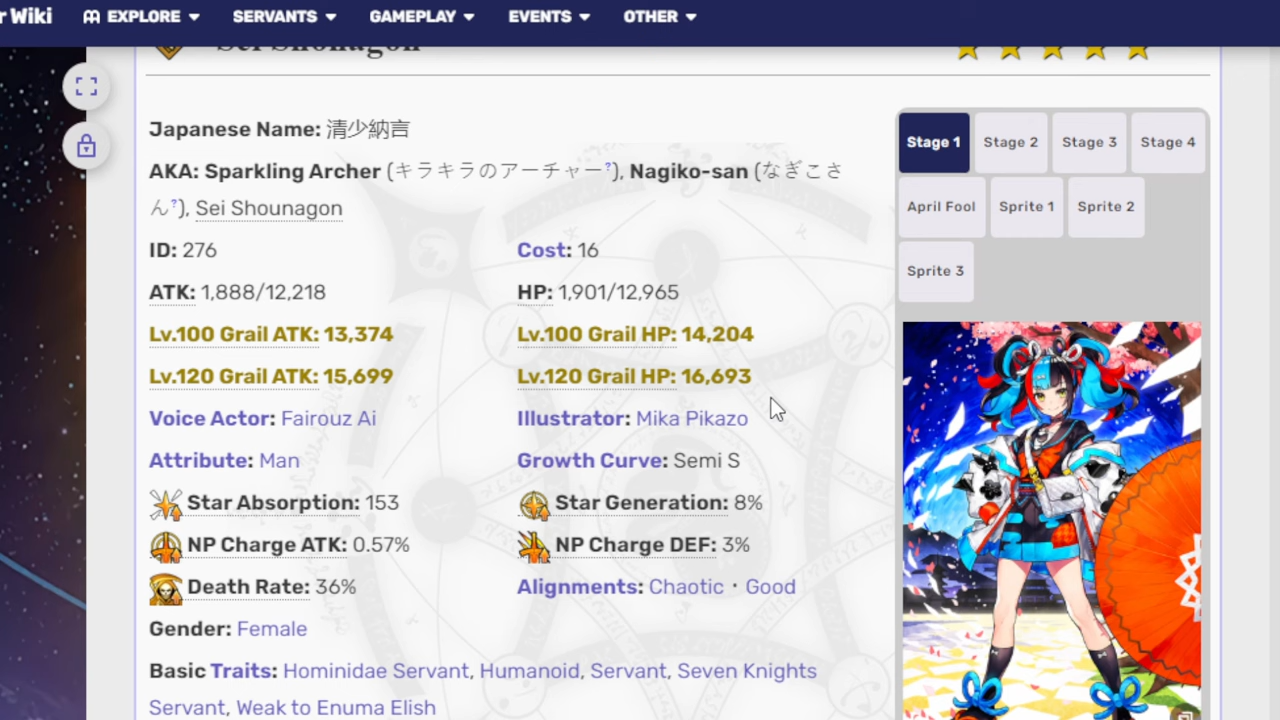 r Wiki EXPLORE SERVANTS GAMEPLAY EVENTS OTHER
Sei Shonagon
Japanese Name: 清少納言
AKA: Sparkling Archer (キラキラのアーチャー?), Nagiko-san (なぎこさ
ん?), Sei Shounagon
ID: 276 Cost: 16
ATK: 1,888/12,218 HP: 1,901/12,965
Lv.100 Grail ATK: 13,374 Lv.100 Grail HP: 14,204
Lv.120 Grail ATK: 15,699 Lv.120 Grail HP: 16,693
Voice Actor: Fairouz Ai Illustrator: Mika Pikazo
Attribute: Man Growth Curve: Semi S
Star Absorption: 153 Star Generation: 8%
NP Charge ATK: 0.57% NP Charge DEF: 3%
Death Rate: 36% Alignments: Chaotic・Good
Gender: Female
Basic Traits: Hominidae Servant, Humanoid, Servant, Seven Knights
Servant, Weak to Enuma Elish
Stage 1 Stage 2 Stage 3 Stage 4
April Fool Sprite 1 Sprite 2
Sprite 3